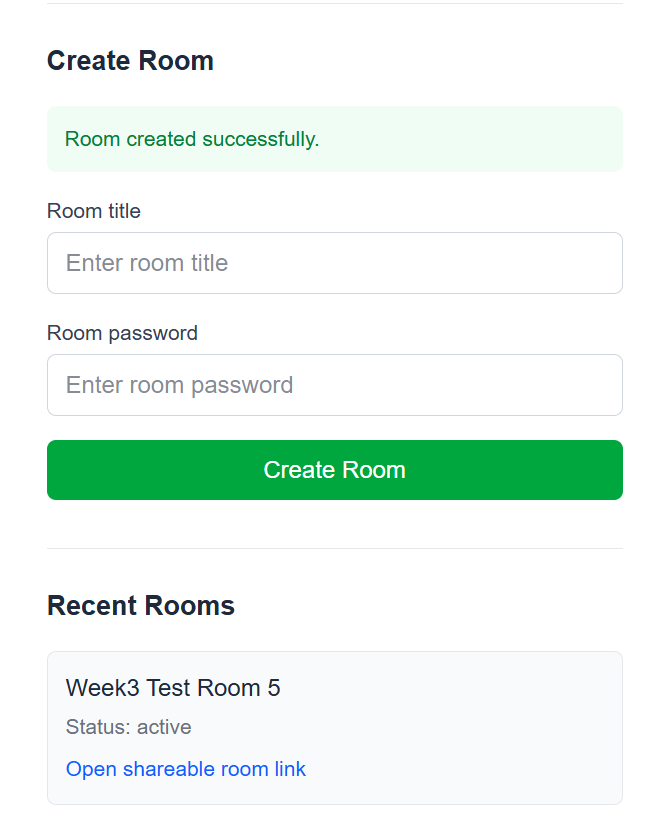 Create Room
Room created successfully.
Room title
Enter room title
Room password
Enter room password
Create Room
Recent Rooms
Week3 Test Room 5
Status: active
Open shareable room link